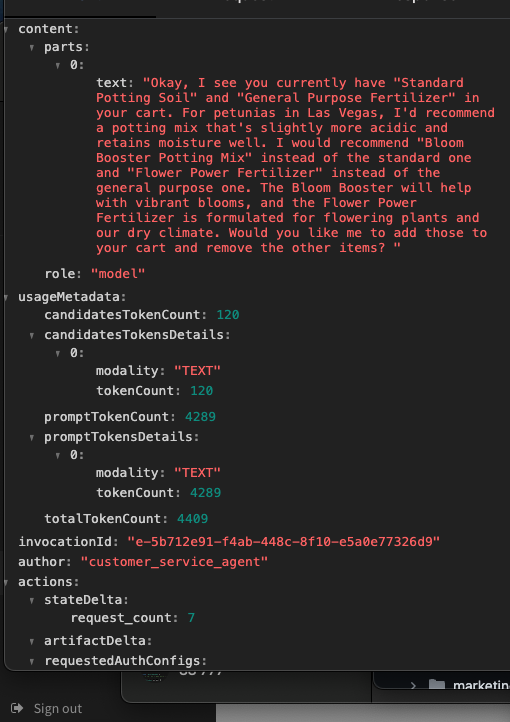 content:
parts:
0:
text: "Okay, I see you currently have "Standard
Potting Soil" and "General Purpose Fertilizer" in
your cart. For petunias in Las Vegas, I'd recommend
a potting mix that's slightly more acidic and
retains moisture well. I would recommend "Bloom
Booster Potting Mix" instead of the standard one
and "Flower Power Fertilizer" instead of the
general purpose one. The Bloom Booster will help
with vibrant blooms, and the Flower Power
Fertilizer is formulated for flowering plants and
our dry climate. Would you like me to add those to
your cart and remove the other items? "
role: "model"
usageMetadata:
candidatesTokenCount: 120
candidatesTokensDetails:
0:
modality: "TEXT"
tokenCount: 120
promptTokenCount: 4289
promptTokensDetails:
0:
modality: "TEXT"
tokenCount: 4289
totalTokenCount: 4409
invocationId: "e-5b712e91-f4ab-448c-8f10-e5a0e77326d9"
author: "customer_service_agent"
actions:
stateDelta:
request_count: 7
artifactDelta:
requestedAuthConfigs:
Sign out